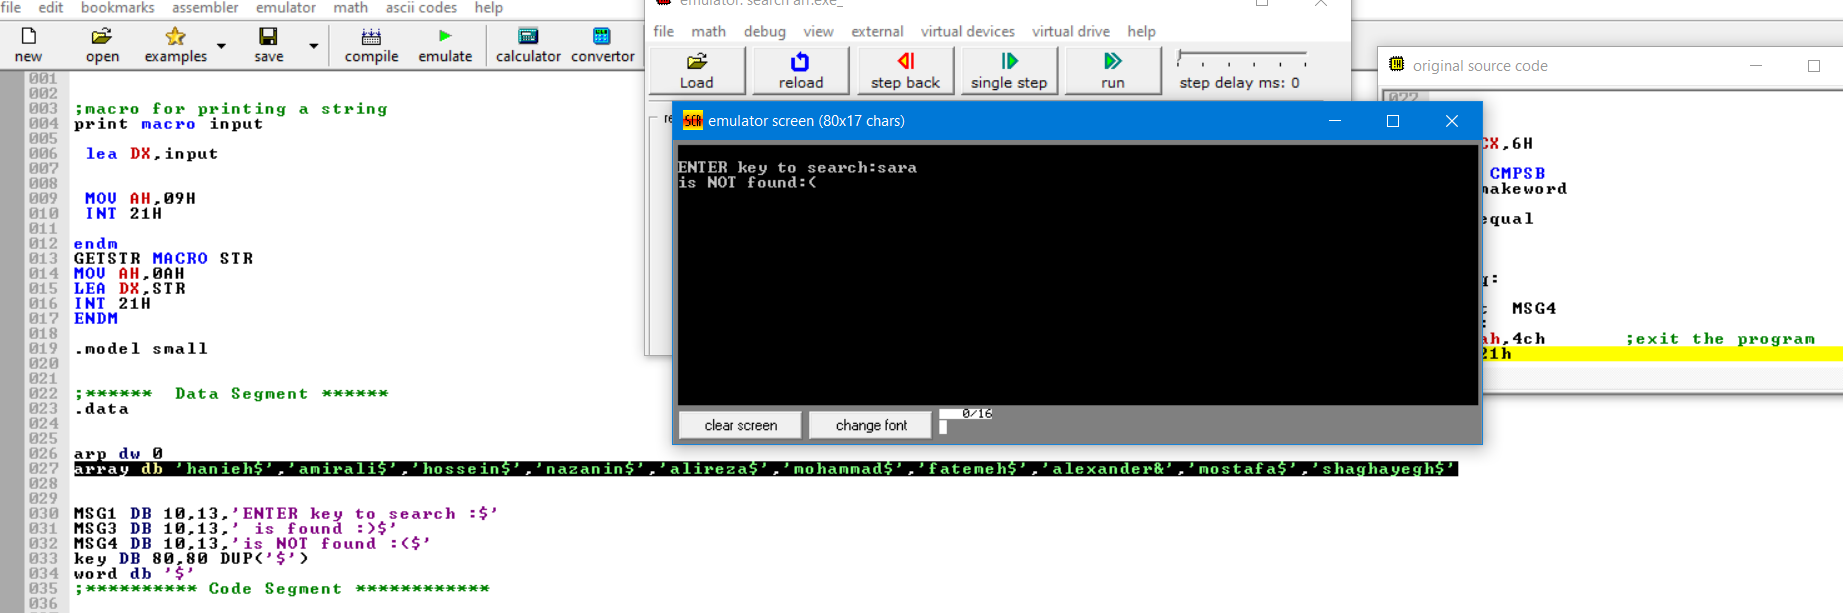 file edit bookmarks assembler emulator math ascii codes help
new open examples save compile emulate calculator convertor
001
002
003 ;macro for printing a string
004 print macro input
005
006 lea DX,input
007
008
009 MOV AH,09H
010 INT 21H
011
012 endm
013 GETSTR MACRO STR
014 MOV AH,0AH
015 LEA DX,STR
016 INT 21H
017 ENDM
018
019 .model small
020
021
022 ;****** Data Segment ******
023 .data
024
025
026 arp dw 0
027 array db 'hanieh$','amirali$','hossein$','nazanin$','alireza$','mohammad$','fatemeh$','alexander&','mostafa$','shaghayegh$'
028
029
030 MSG1 DB 10,13,'ENTER key to search :$'
031 MSG3 DB 10,13,' is found :)$'
032 MSG4 DB 10,13,'is NOT found :($'
033 key DB 80,80 DUP('$')
034 word db '$'
035 ;********** Code Segment ************
036
emulator: search arr.exe_
file math debug view external virtual devices virtual drive help
Load reload step back single step run step delay ms: 0
re
emulator screen (80x17 chars)
ENTER key to search:sara
is NOT found:(
clear screen change font 0/16
original source code
077
CX,6H
CMPSB
makeword
equal
q:
t MSG4
:
ah,4ch ;exit the program
21h